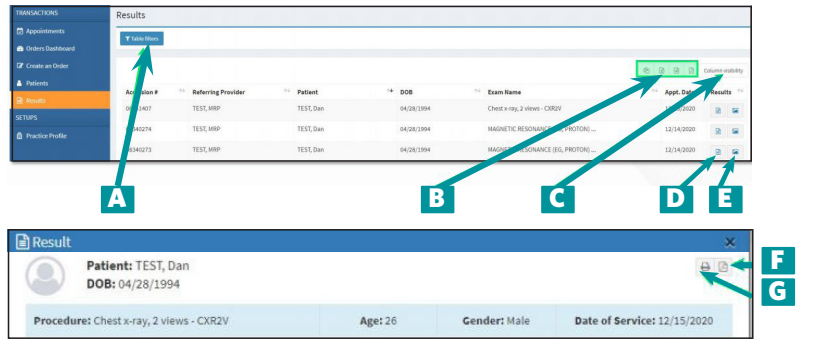 TRANSACTIONS
Appointments
Orders Dashboard
Create an Order
Patients
Results
SETUPS
Practice Profile
Results
Table filters
Column visibility
Accession # Referring Provider Patient DOB Exam Name Appt. Date Results
TEST, MRP TEST, Dan 04/28/1994 Chest x-ray, 2 views - CXR2V
TEST, MRP TEST, Dan 04/28/1994 MAGNETIC RESONANCE (EG, PROTON) ... 12/14/2020
TEST, MRP TEST, Dan 04/28/1994 MAGNETIC RESONANCE (EG, PROTON) ... 12/14/2020
A B C D E
Result
Patient: TEST, Dan
DOB: 04/28/1994
F
G
Procedure: Chest x-ray, 2 views - CXR2V Age: 26 Gender: Male Date of Service: 12/15/2020